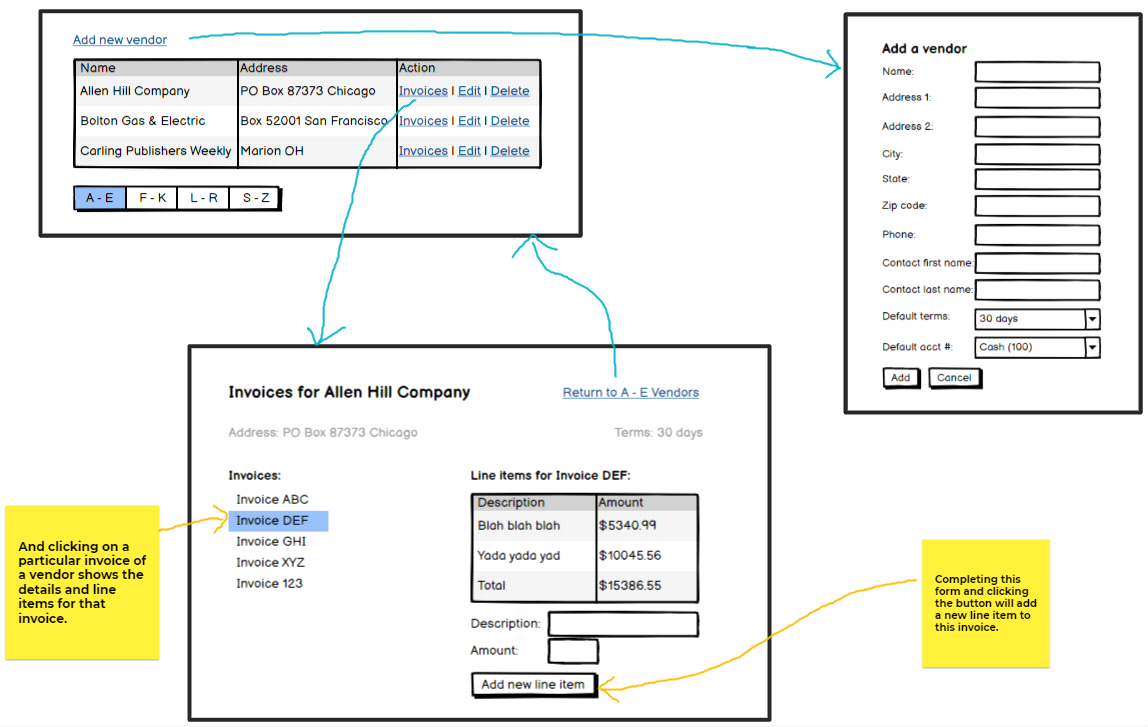 Add new vendor
Name Address Action
Allen Hill Company PO Box 87373 Chicago Invoices | Edit | Delete
Bolton Gas & Electric Box 52001 San Francisco Invoices | Edit | Delete
Carling Publishers Weekly Marion OH Invoices | Edit | Delete
A - E F - K L - R S - Z
Add a vendor
Name:
Address 1:
Address 2:
City:
State:
Zip code:
Phone:
Contact first name:
Contact last name:
Default terms: 30 days
Default acct #: Cash (100)
Add Cancel
Invoices for Allen Hill Company Return to A - E Vendors
Address: PO Box 87373 Chicago Terms: 30 days
Invoices:
Invoice ABC
Invoice DEF
Invoice GHI
Invoice XYZ
Invoice 123
Line items for Invoice DEF:
Description Amount
Blah blah blah $5340.99
Yada yada yad $10045.56
Total $15386.55
Description:
Amount:
Add new line item
And clicking on a
particular invoice of
a vendor shows the
details and line
items for that
invoice.
Completing this
form and clicking
the button will add
a new line item to
this invoice.